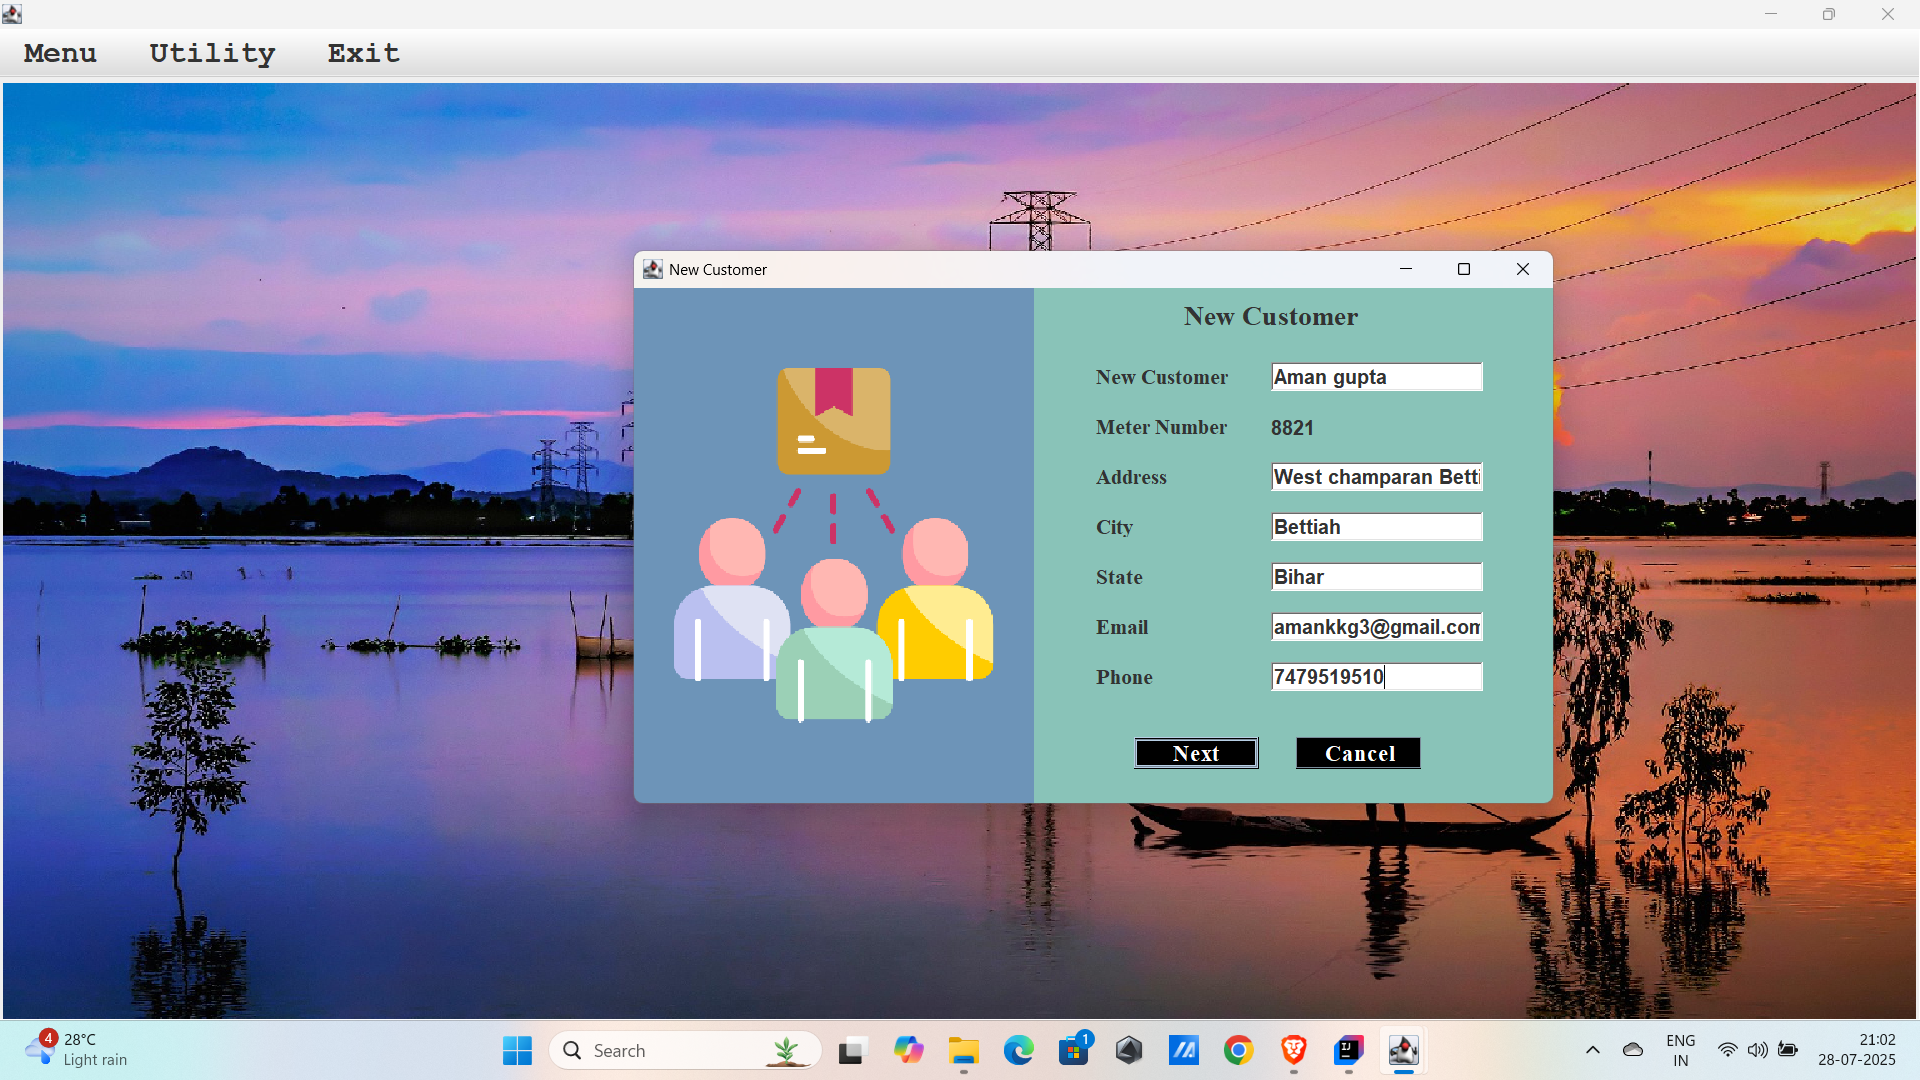 Menu Utility Exit
New Customer
New Customer
New Customer Aman gupta
Meter Number 8821
Address West champaran Betti
City Bettiah
State Bihar
Email amankkg3@gmail.com
Phone 7479519510
Next Cancel
4
28°C
Light rain
Search
1
IJ
ENG
IN
21:02
28-07-2025